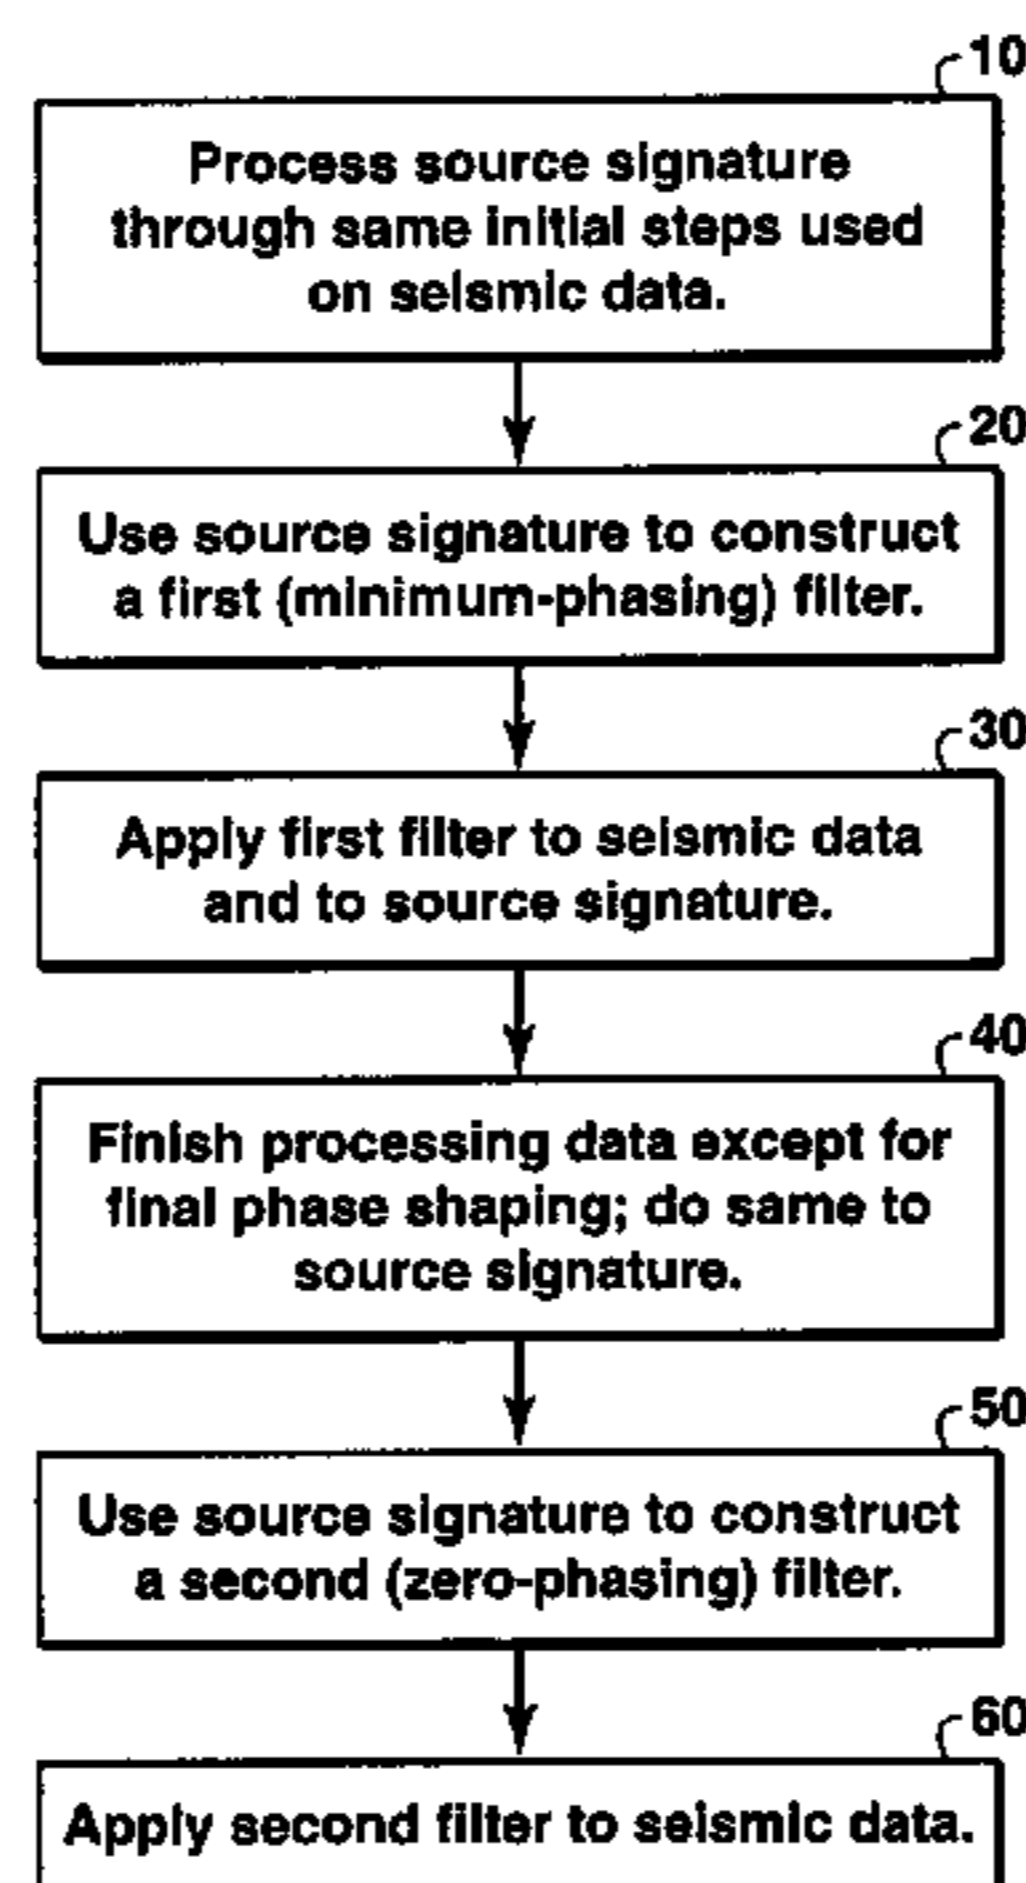 10
Process source signature
through same initial steps used
on seismic data.
20
Use source signature to construct
a first (minimum-phasing) filter.
30
Apply first filter to seismic data
and to source signature.
40
Finish processing data except for
final phase shaping; do same to
source signature.
50
Use source signature to construct
a second (zero-phasing) filter.
60
Apply second filter to seismic data.